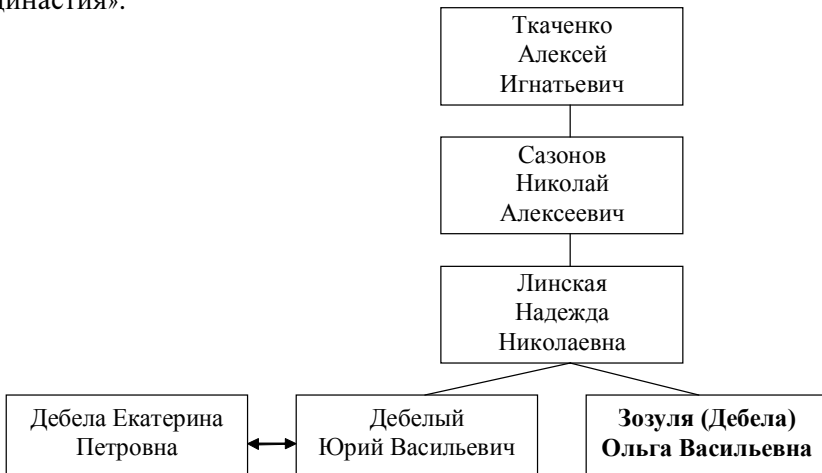 династия».
Ткаченко
Алексей
Игнатьевич
Сазонов
Николай
Алексеевич
Линская
Надежда
Николаевна
Дебела Екатерина
Петровна
Дебелый
Юрий Васильевич
Зозуля (Дебела)
Ольга Васильевна